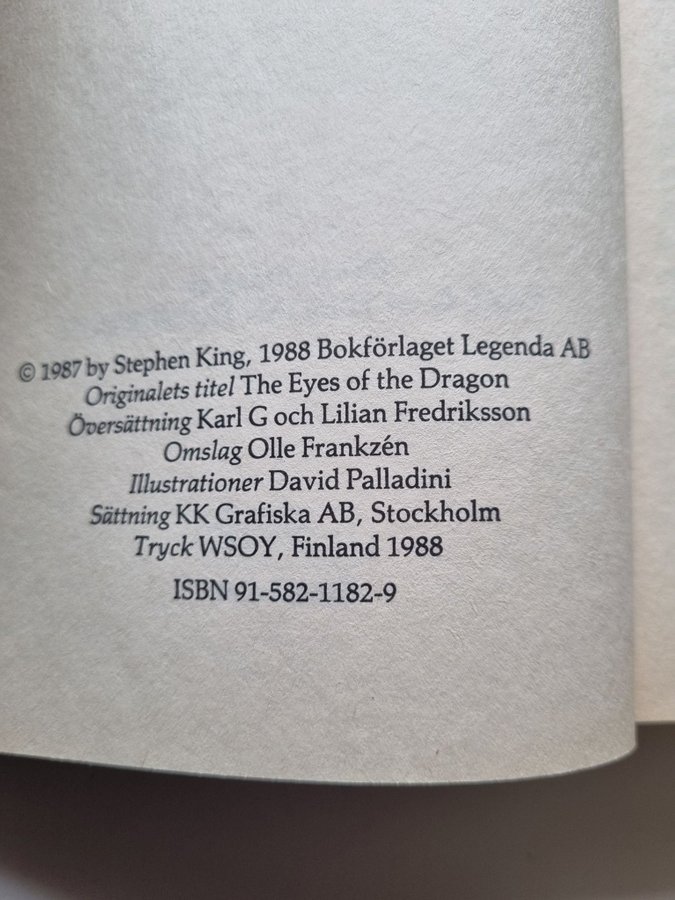 © 1987 by Stephen King, 1988 Bokförlaget Legenda AB
Originalets titel The Eyes of the Dragon
Översättning Karl G och Lilian Fredriksson
Omslag Olle Frankzén
Illustrationer David Palladini
Sättning KK Grafiska AB, Stockholm
Tryck WSOY, Finland 1988
ISBN 91-582-1182-9